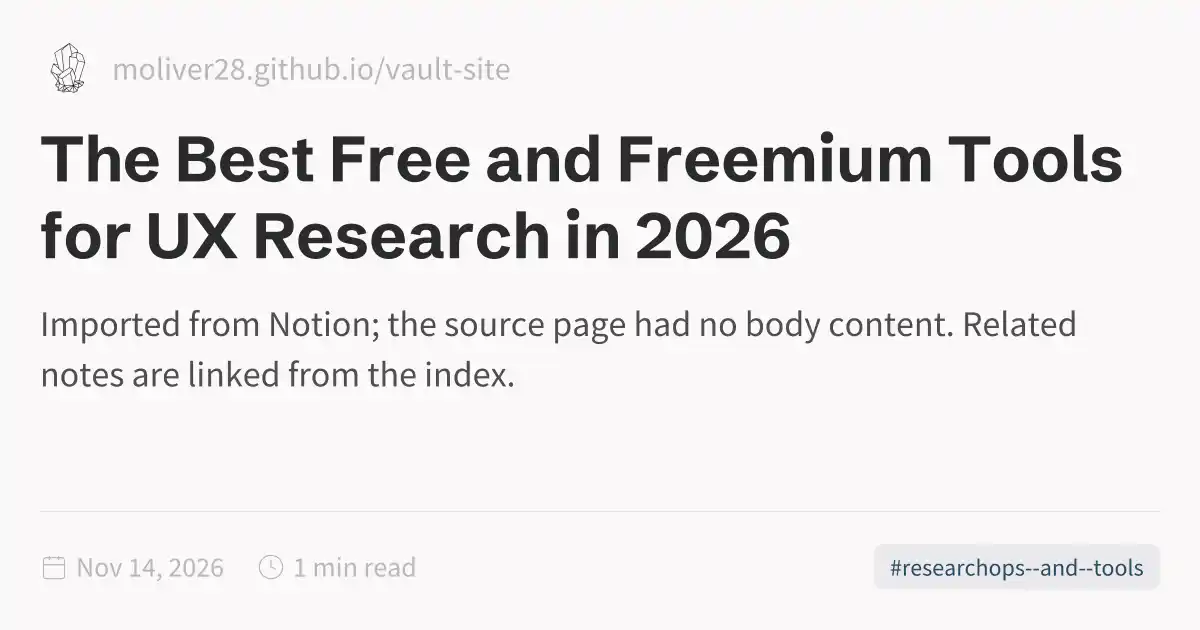 moliver28.github.io/vault-site
The Best Free and Freemium Tools
for UX Research in 2026
Imported from Notion; the source page had no body content. Related
notes are linked from the index.
Nov 14, 2026 1 min read #researchops--and--tools